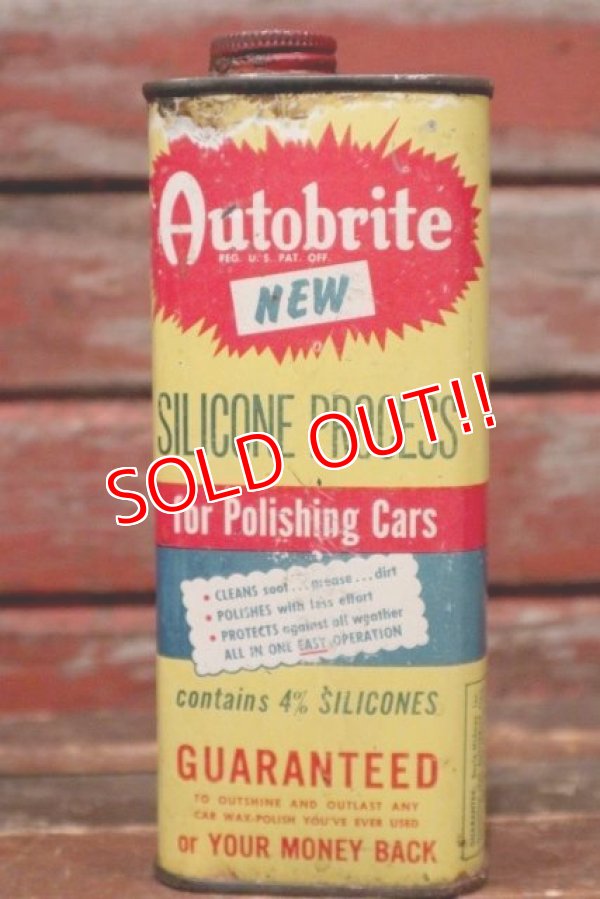 Autobrite
REG. U.S. PAT. OFF.
NEW
SILICONE PROCESS
SOLD OUT!!
for Polishing Cars
• CLEANS soot...grease...dirt
• POLISHES with less effort
• PROTECTS against all weather
ALL IN ONE EASY OPERATION
contains 4% SILICONES
GUARANTEED
TO OUTSHINE AND OUTLAST ANY
CAR WAX-POLISH YOU'VE EVER USED
or YOUR MONEY BACK